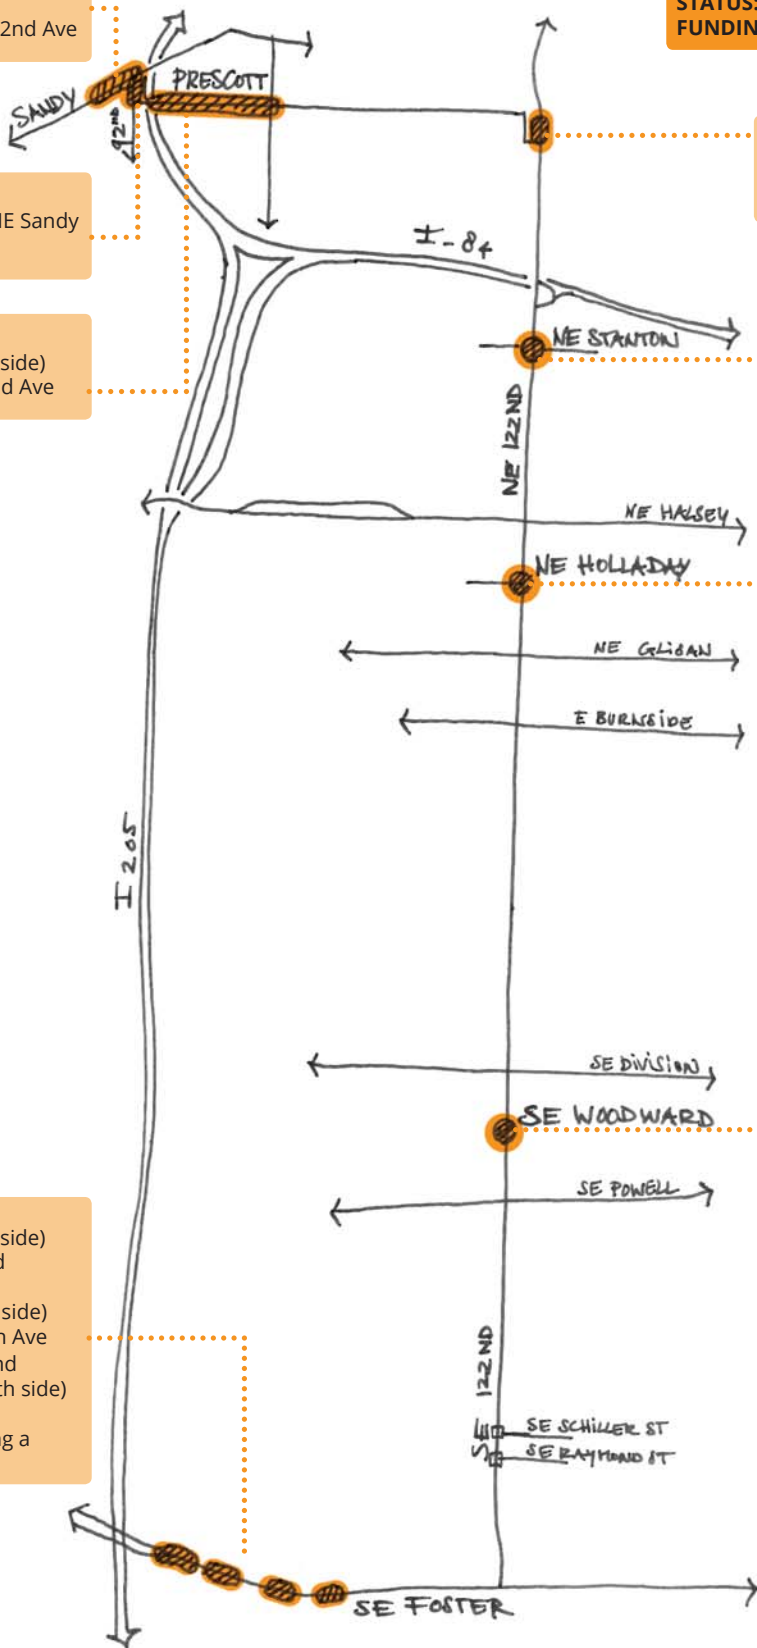 2nd Ave
STATUS:
FUNDIN
SANDY
PRESCOTT
92ND
NE Sandy
I-84
side)
d Ave
NE STANTON
NE 122ND
NE HALSEY
NE HOLLADAY
NE GLISAN
E BURNSIDE
I 205
SE DIVISION
SE WOODWARD
SE POWELL
side)
d
side)
h Ave
nd
th side)
g a
SE 122ND
SE SCHILLER ST
SE RAYMOND ST
SE FOSTER